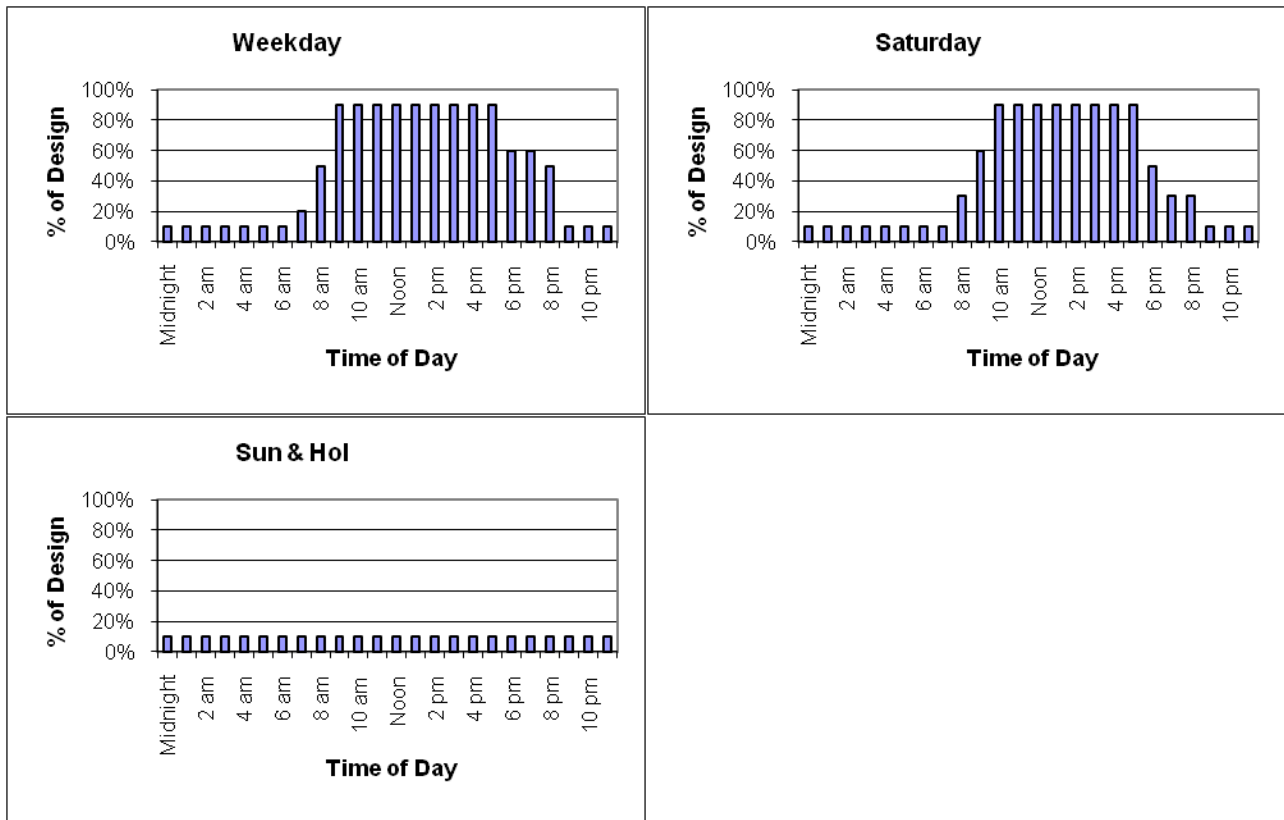 Weekday
% of Design
100%
80%
60%
40%
20%
0%
Midnight
2 am
4 am
6 am
8 am
10 am
Noon
2 pm
4 pm
6 pm
8 pm
10 pm
Time of Day
Saturday
% of Design
100%
80%
60%
40%
20%
0%
Midnight
2 am
4 am
6 am
8 am
10 am
Noon
2 pm
4 pm
6 pm
8 pm
10 pm
Time of Day
Sun & Hol
% of Design
100%
80%
60%
40%
20%
0%
Midnight
2 am
4 am
6 am
8 am
10 am
Noon
2 pm
4 pm
6 pm
8 pm
10 pm
Time of Day